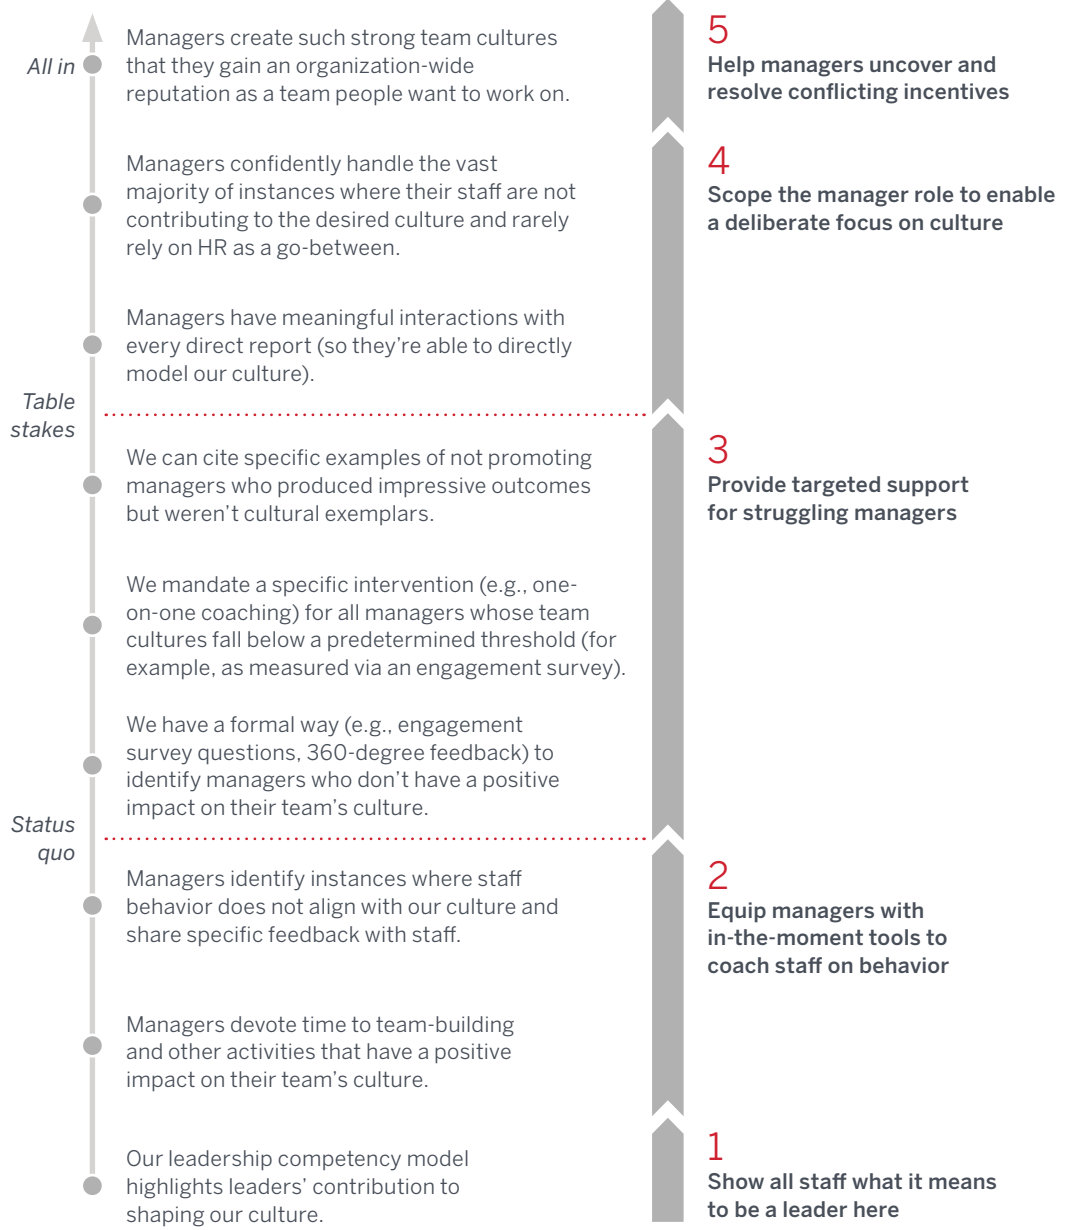 All in
Managers create such strong team cultures
that they gain an organization-wide
reputation as a team people want to work on.
5
Help managers uncover and
resolve conflicting incentives
Managers confidently handle the vast
majority of instances where their staff are not
contributing to the desired culture and rarely
rely on HR as a go-between.
4
Scope the manager role to enable
a deliberate focus on culture
Managers have meaningful interactions with
every direct report (so they're able to directly
model our culture).
Table
stakes
We can cite specific examples of not promoting
managers who produced impressive outcomes
but weren't cultural exemplars.
3
Provide targeted support
for struggling managers
We mandate a specific intervention (e.g., one-
on-one coaching) for all managers whose team
cultures fall below a predetermined threshold (for
example, as measured via an engagement survey).
We have a formal way (e.g., engagement
survey questions, 360-degree feedback) to
identify managers who don't have a positive
impact on their team's culture.
Status
quo
Managers identify instances where staff
behavior does not align with our culture and
share specific feedback with staff.
2
Equip managers with
in-the-moment tools to
coach staff on behavior
Managers devote time to team-building
and other activities that have a positive
impact on their team's culture.
Our leadership competency model
highlights leaders' contribution to
shaping our culture.
1
Show all staff what it means
to be a leader here